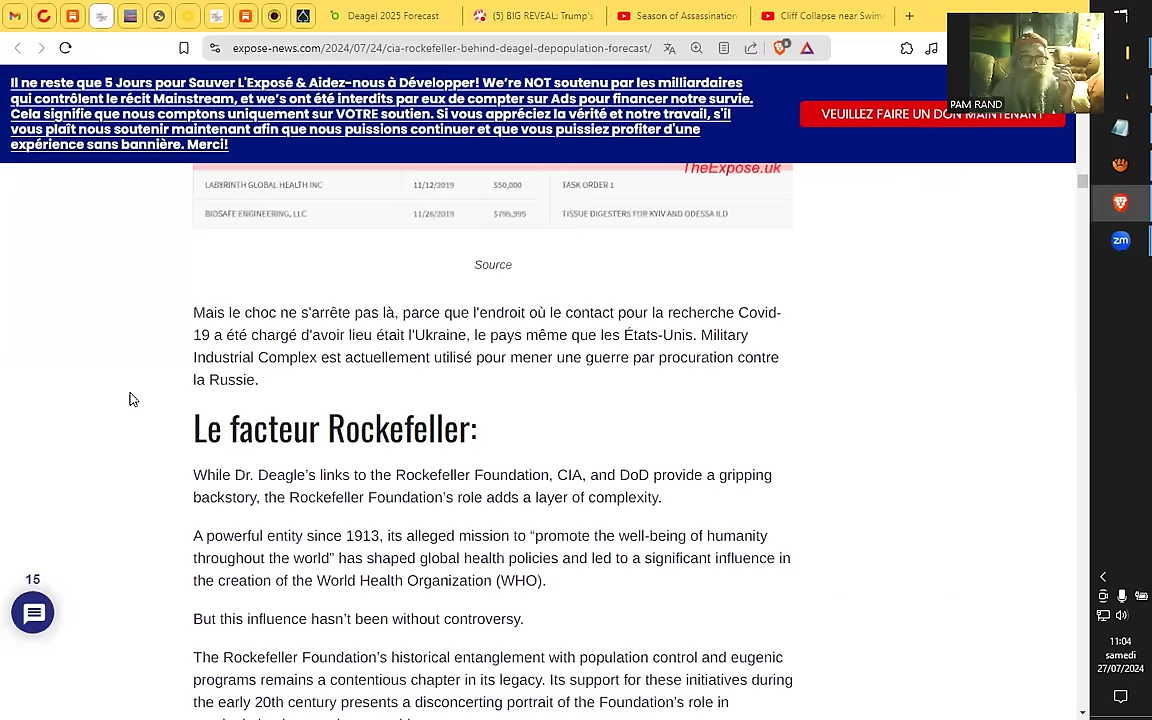 Deagel 2025 Forecast
(5) BIG REVEAL: Trump's
Season of Assassination
Cliff Collapse near Swim
expose-news.com/2024/07/24/cia-rockefeller-behind-deagel-depopulation-forecast/
PAM RAND
Il ne reste que 5 Jours pour Sauver L'Exposé & Aidez-nous à Développer! We're NOT soutenu par les milliardaires
qui contrôlent le récit Mainstream, et we's ont été interdits par eux de compter sur Ads pour financer notre survie.
Cela signifie que nous comptons uniquement sur VOTRE soutien. Si vous appréciez la vérité et notre travail, s'il
vous plaît nous soutenir maintenant afin que nous puissions continuer et que vous puissiez profiter d'une
expérience sans bannière. Merci!
VEUILLEZ FAIRE UN DON MAINTENANT
TheExpose.uk
LABYRINTH GLOBAL HEALTH INC 11/12/2019 $50,000 TASK ORDER 1
BIOSAFE ENGINEERING, LLC 11/26/2019 $795,995 TISSUE DIGESTERS FOR KYIV AND ODESSA ILD
Source
Mais le choc ne s'arrête pas là, parce que l'endroit où le contact pour la recherche Covid-
19 a été chargé d'avoir lieu était l'Ukraine, le pays même que les États-Unis. Military
Industrial Complex est actuellement utilisé pour mener une guerre par procuration contre
la Russie.
Le facteur Rockefeller:
While Dr. Deagle's links to the Rockefeller Foundation, CIA, and DoD provide a gripping
backstory, the Rockefeller Foundation's role adds a layer of complexity.
A powerful entity since 1913, its alleged mission to "promote the well-being of humanity
throughout the world" has shaped global health policies and led to a significant influence in
the creation of the World Health Organization (WHO).
But this influence hasn't been without controversy.
The Rockefeller Foundation's historical entanglement with population control and eugenic
programs remains a contentious chapter in its legacy. Its support for these initiatives during
the early 20th century presents a disconcerting portrait of the Foundation's role in
15
zm
11:04
samedi
27/07/2024